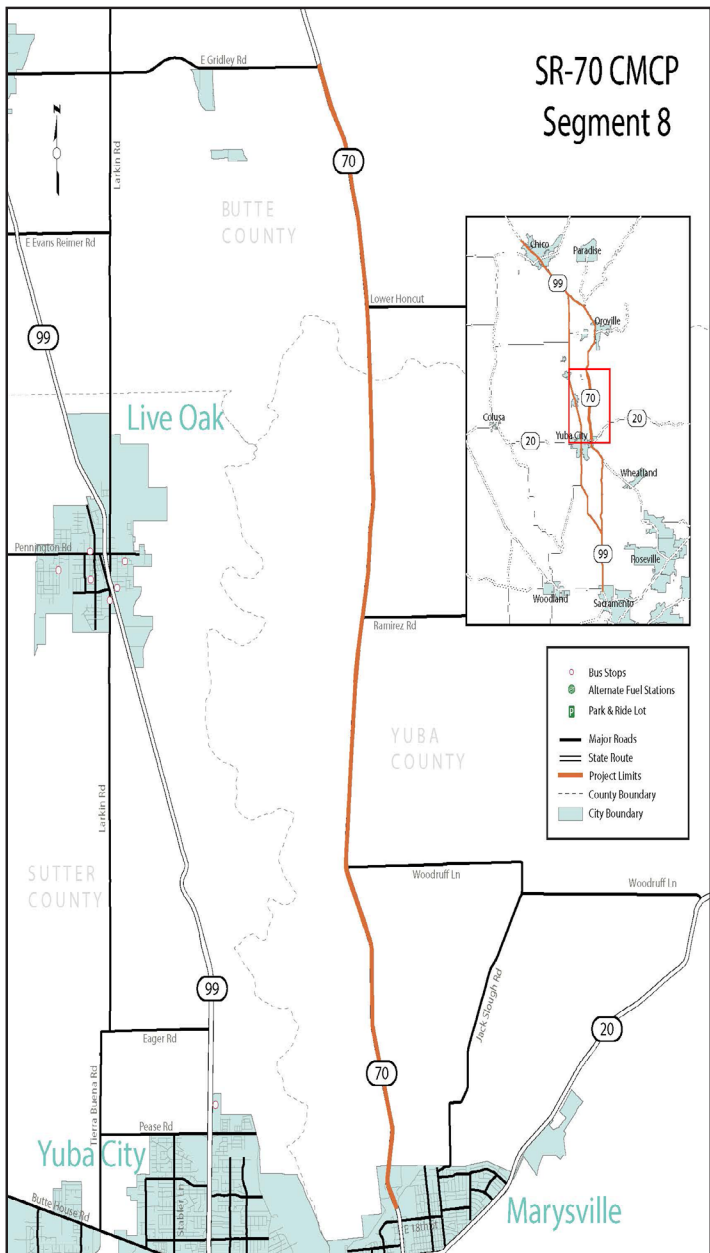 SR-70 CMCP
Segment 8
E Gridley Rd
N
Larkin Rd
70
BUTTE
COUNTY
E Evans Reimer Rd
99
Lower Honcut
Live Oak
Pennington Rd
Ramirez Rd
YUBA
COUNTY
Larkin Rd
SUTTER
COUNTY
Woodruff Ln
Woodruff Ln
Jack Slough Rd
99
20
Eager Rd
70
Tierra Buena Rd
Pease Rd
Yuba City
Stabler Ln
Butte House Rd
Marysville
E 18th St
Chico
Paradise
99
Oroville
70
Colusa
20
20
Yuba City
Wheatland
99
Roseville
Woodland
Sacramento
Bus Stops
Alternate Fuel Stations
P
Park & Ride Lot
Major Roads
State Route
Project Limits
County Boundary
City Boundary